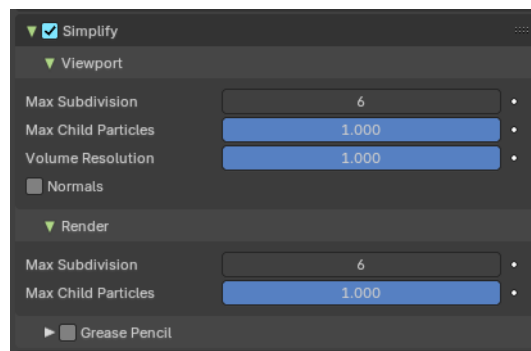 Simplify
Viewport
Max Subdivision 6
Max Child Particles 1.000
Volume Resolution 1.000
Normals
Render
Max Subdivision 6
Max Child Particles 1.000
Grease Pencil